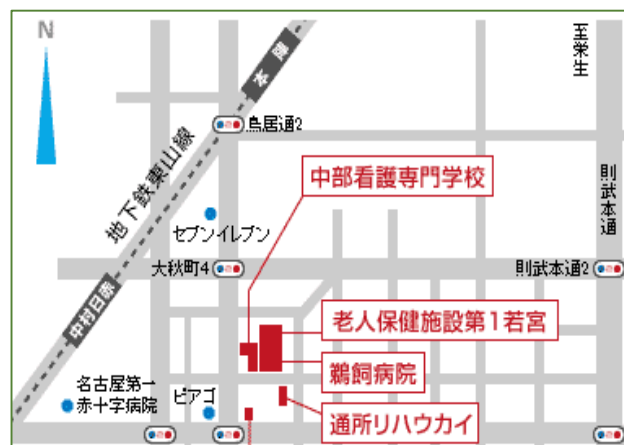 N
本陣
至栄生
鳥居通2
地下鉄東山線
中部看護専門学校
則武本通
セブンイレブン
大秋町4
則武本通2
中村日赤
老人保健施設第1若宮
鵜飼病院
名古屋第一
赤十字病院
ピアゴ
通所リハウカイ